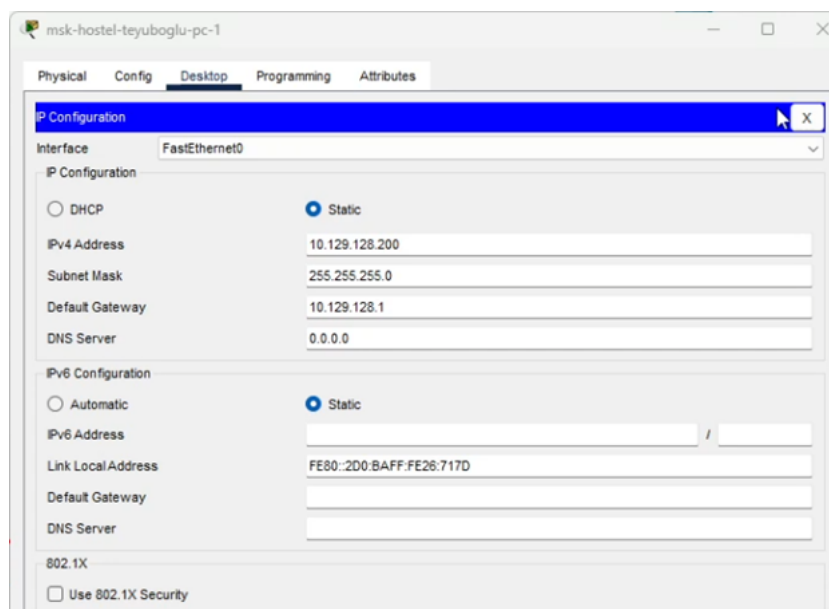 msk-hostel-teyuboglu-pc-1
Physical Config Desktop Programming Attributes
IP Configuration X
Interface FastEthernet0
IP Configuration
DHCP Static
IPv4 Address 10.129.128.200
Subnet Mask 255.255.255.0
Default Gateway 10.129.128.1
DNS Server 0.0.0.0
IPv6 Configuration
Automatic Static
IPv6 Address /
Link Local Address FE80::2D0:BAFF:FE26:717D
Default Gateway
DNS Server
802.1X
Use 802.1X Security